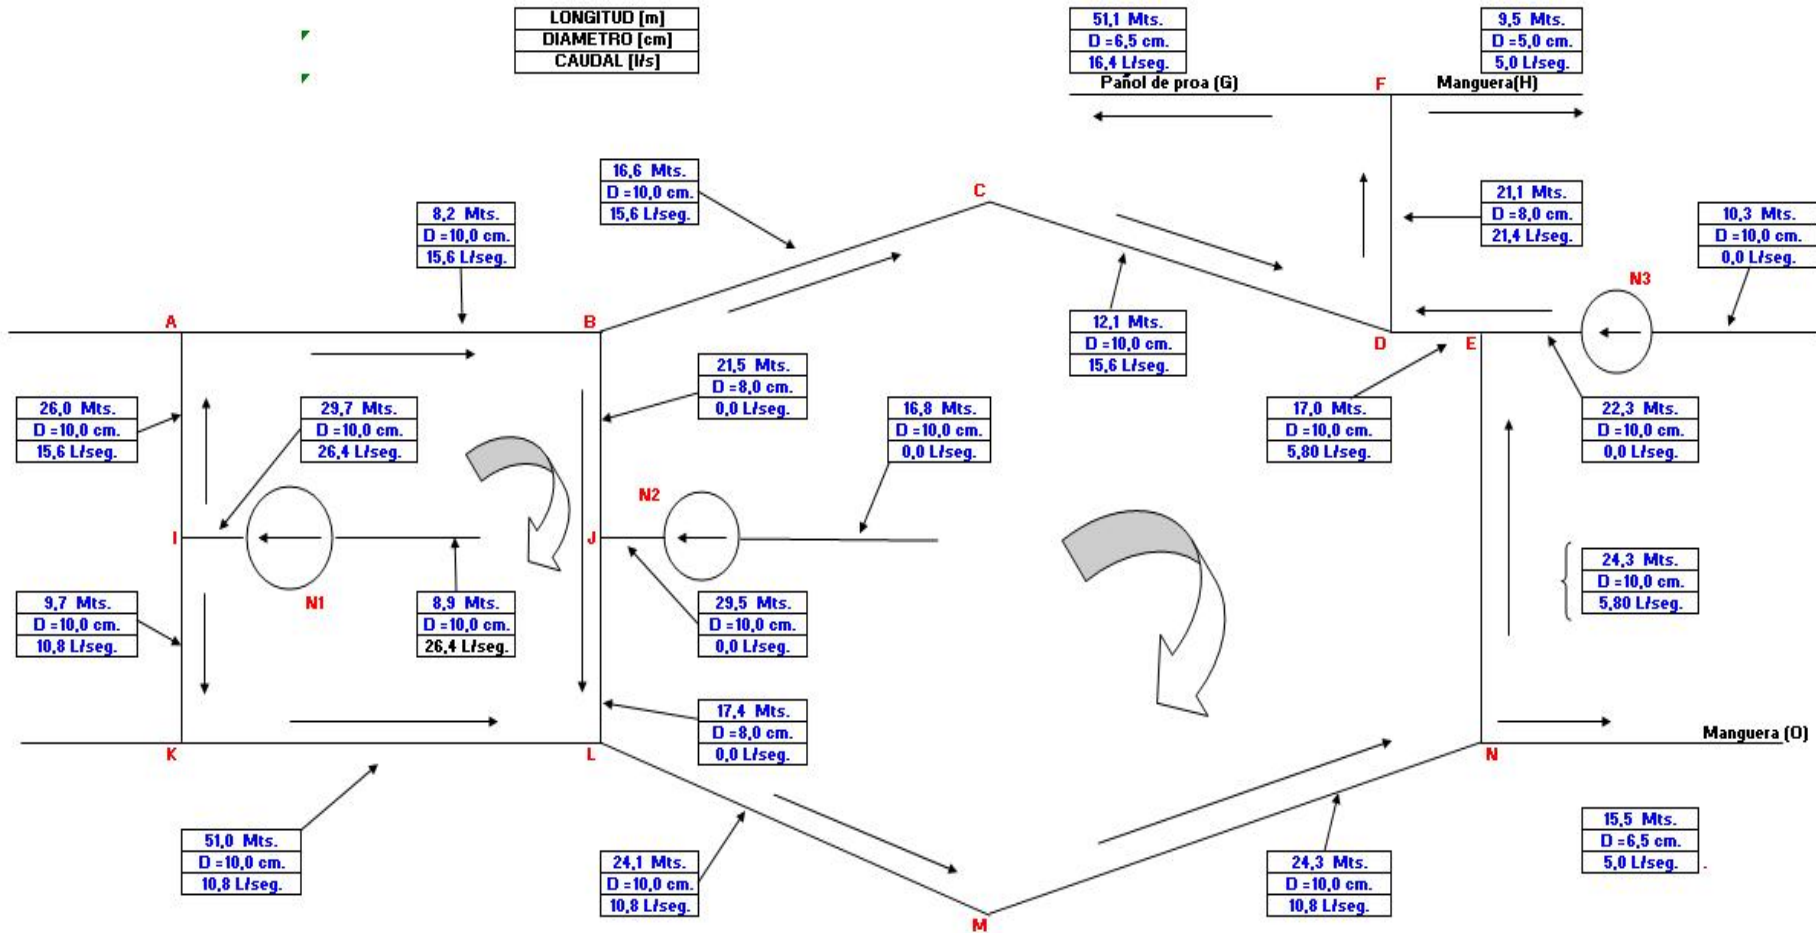 LONGITUD [m]
DIAMETRO [cm]
CAUDAL [l/s]
51,1 Mts.
D =6,5 cm.
16,4 L/seg.
Pañol de proa (G)
F
9,5 Mts.
D =5,0 cm.
5,0 L/seg.
Manguera(H)
16,6 Mts.
D =10,0 cm.
15,6 L/seg.
C
21,1 Mts.
D =8,0 cm.
21,4 L/seg.
8,2 Mts.
D =10,0 cm.
15,6 L/seg.
10,3 Mts.
D =10,0 cm.
0,0 L/seg.
N3
A
B
12,1 Mts.
D =10,0 cm.
15,6 L/seg.
D
E
21,5 Mts.
D =8,0 cm.
0,0 L/seg.
26,0 Mts.
D =10,0 cm.
15,6 L/seg.
29,7 Mts.
D =10,0 cm.
26,4 L/seg.
16,8 Mts.
D =10,0 cm.
0,0 L/seg.
17,0 Mts.
D =10,0 cm.
5,80 L/seg.
22,3 Mts.
D =10,0 cm.
0,0 L/seg.
N2
I
J
24,3 Mts.
D =10,0 cm.
5,80 L/seg.
9,7 Mts.
D =10,0 cm.
10,8 L/seg.
N1
8,9 Mts.
D =10,0 cm.
26,4 L/seg.
29,5 Mts.
D =10,0 cm.
0,0 L/seg.
17,4 Mts.
D =8,0 cm.
0,0 L/seg.
Manguera (O)
K
L
N
51,0 Mts.
D =10,0 cm.
10,8 L/seg.
24,1 Mts.
D =10,0 cm.
10,8 L/seg.
24,3 Mts.
D =10,0 cm.
10,8 L/seg.
15,5 Mts.
D =6,5 cm.
5,0 L/seg.
.
M